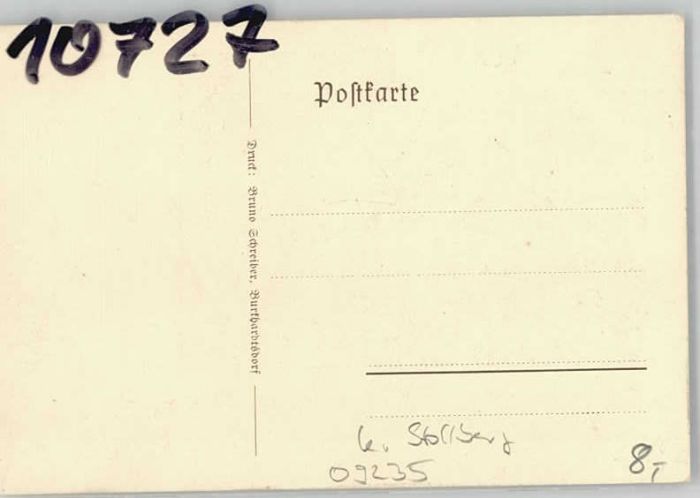 10727
Postkarte
Druck: Bruno Schreiber, Burkhardtsdorf
k. Stollberg
09235
8,-